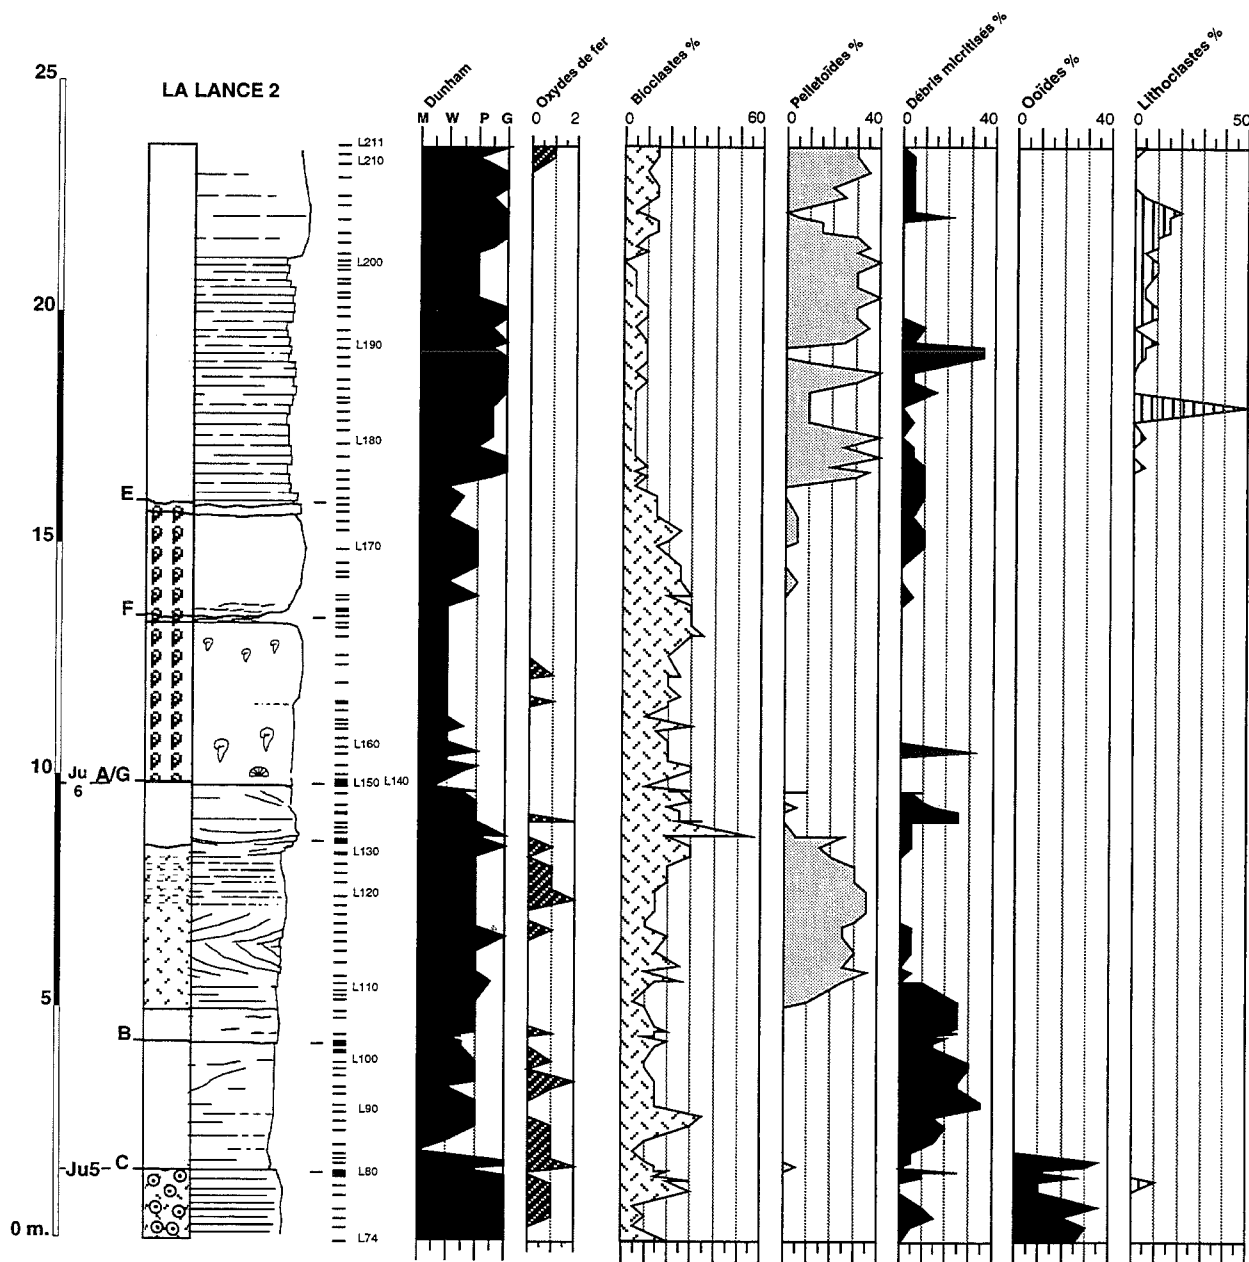 LA LANCE 2
Dunham
Oxydes de fer
Bioclastes %
Pelletoïdes %
Débris micritisés %
Ooïdes %
Lithoclastes %
M W P G
0 2
0 60
0 40
0 40
0 40
0 50
25
20
15
10
5
0 m.
E
F
Ju 6
A/G
B
Ju5
C
L211
L210
L200
L190
L180
L170
L160
L150 L140
L130
L120
L110
L100
L90
L80
L74